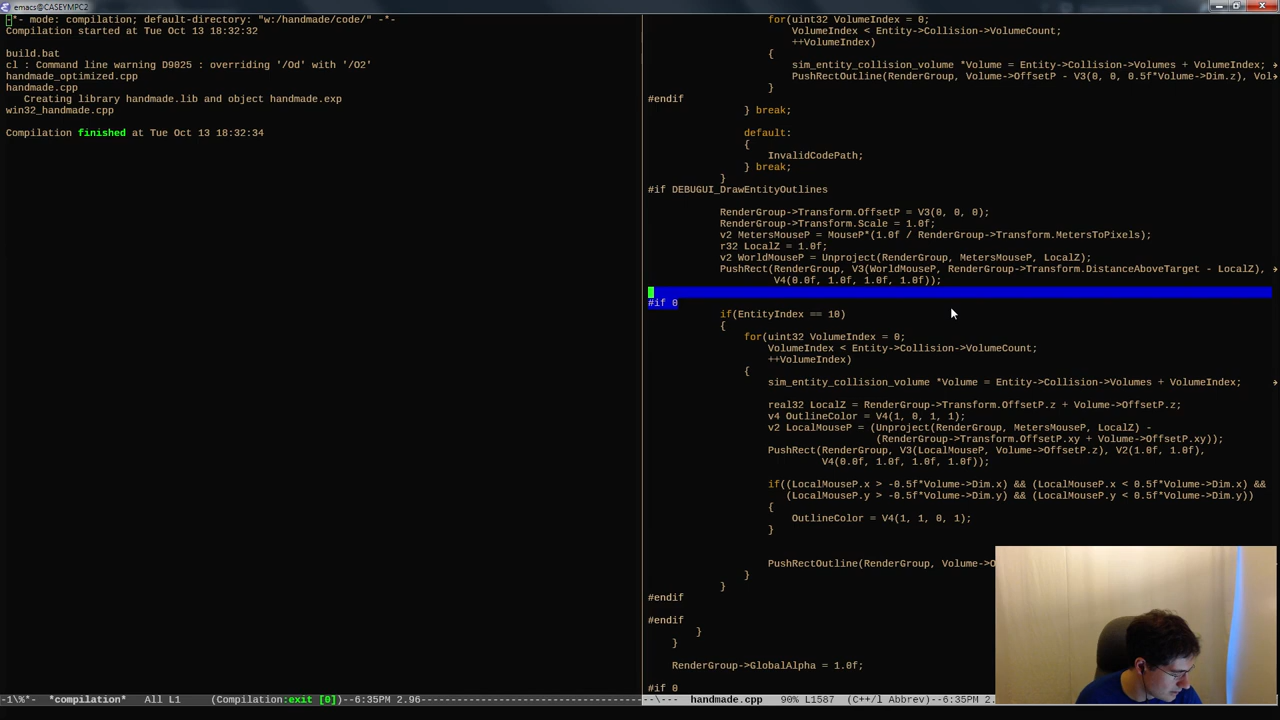 emacs@CASEYMPC2
-*- mode: compilation; default-directory: "w:/handmade/code/" -*-
Compilation started at Tue Oct 13 18:32:32
build.bat
cl : Command line warning D9025 : overriding '/Od' with '/O2'
handmade_optimized.cpp
handmade.cpp
Creating library handmade.lib and object handmade.exp
win32_handmade.cpp
Compilation finished at Tue Oct 13 18:32:34
-1\%*- *compilation* All L1 (Compilation:exit [0])--6:35PM 2.96
for(uint32 VolumeIndex = 0;
VolumeIndex < Entity->Collision->VolumeCount;
++VolumeIndex)
{
sim_entity_collision_volume *Volume = Entity->Collision->Volumes + VolumeIndex;
PushRectOutline(RenderGroup, Volume->OffsetP - V3(0, 0, 0.5f*Volume->Dim.z), Vol
}
#endif
} break;
default:
{
InvalidCodePath;
} break;
}
#if DEBUGUI_DrawEntityOutlines
RenderGroup->Transform.OffsetP = V3(0, 0, 0);
RenderGroup->Transform.Scale = 1.0f;
v2 MetersMouseP = MouseP*(1.0f / RenderGroup->Transform.MetersToPixels);
r32 LocalZ = 1.0f;
v2 WorldMouseP = Unproject(RenderGroup, MetersMouseP, LocalZ);
PushRect(RenderGroup, V3(WorldMouseP, RenderGroup->Transform.DistanceAboveTarget - LocalZ),
V4(0.0f, 1.0f, 1.0f, 1.0f));
#if 0
if(EntityIndex == 10)
{
for(uint32 VolumeIndex = 0;
VolumeIndex < Entity->Collision->VolumeCount;
++VolumeIndex)
{
sim_entity_collision_volume *Volume = Entity->Collision->Volumes + VolumeIndex;
real32 LocalZ = RenderGroup->Transform.OffsetP.z + Volume->OffsetP.z;
v4 OutlineColor = V4(1, 0, 1, 1);
v2 LocalMouseP = (Unproject(RenderGroup, MetersMouseP, LocalZ) -
(RenderGroup->Transform.OffsetP.xy + Volume->OffsetP.xy));
PushRect(RenderGroup, V3(LocalMouseP, Volume->OffsetP.z), V2(1.0f, 1.0f),
V4(0.0f, 1.0f, 1.0f, 1.0f));
if((LocalMouseP.x > -0.5f*Volume->Dim.x) && (LocalMouseP.x < 0.5f*Volume->Dim.x) &&
(LocalMouseP.y > -0.5f*Volume->Dim.y) && (LocalMouseP.y < 0.5f*Volume->Dim.y))
{
OutlineColor = V4(1, 1, 0, 1);
}
PushRectOutline(RenderGroup, Volume->O
}
}
#endif
#endif
}
}
RenderGroup->GlobalAlpha = 1.0f;
#if 0
--\--- handmade.cpp 90% L1587 (C++/l Abbrev)--6:35PM 2.